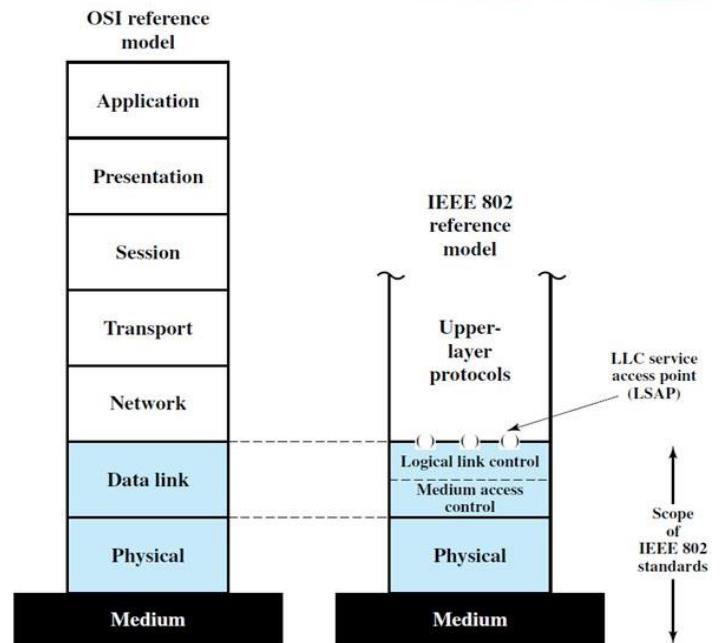 OSI reference
model
Application
Presentation
Session
Transport
Network
Data link
Physical
Medium
IEEE 802
reference
model
Upper-
layer
protocols
LLC service
access point
(LSAP)
Logical link control
Medium access
control
Physical
Medium
Scope
of
IEEE 802
standards